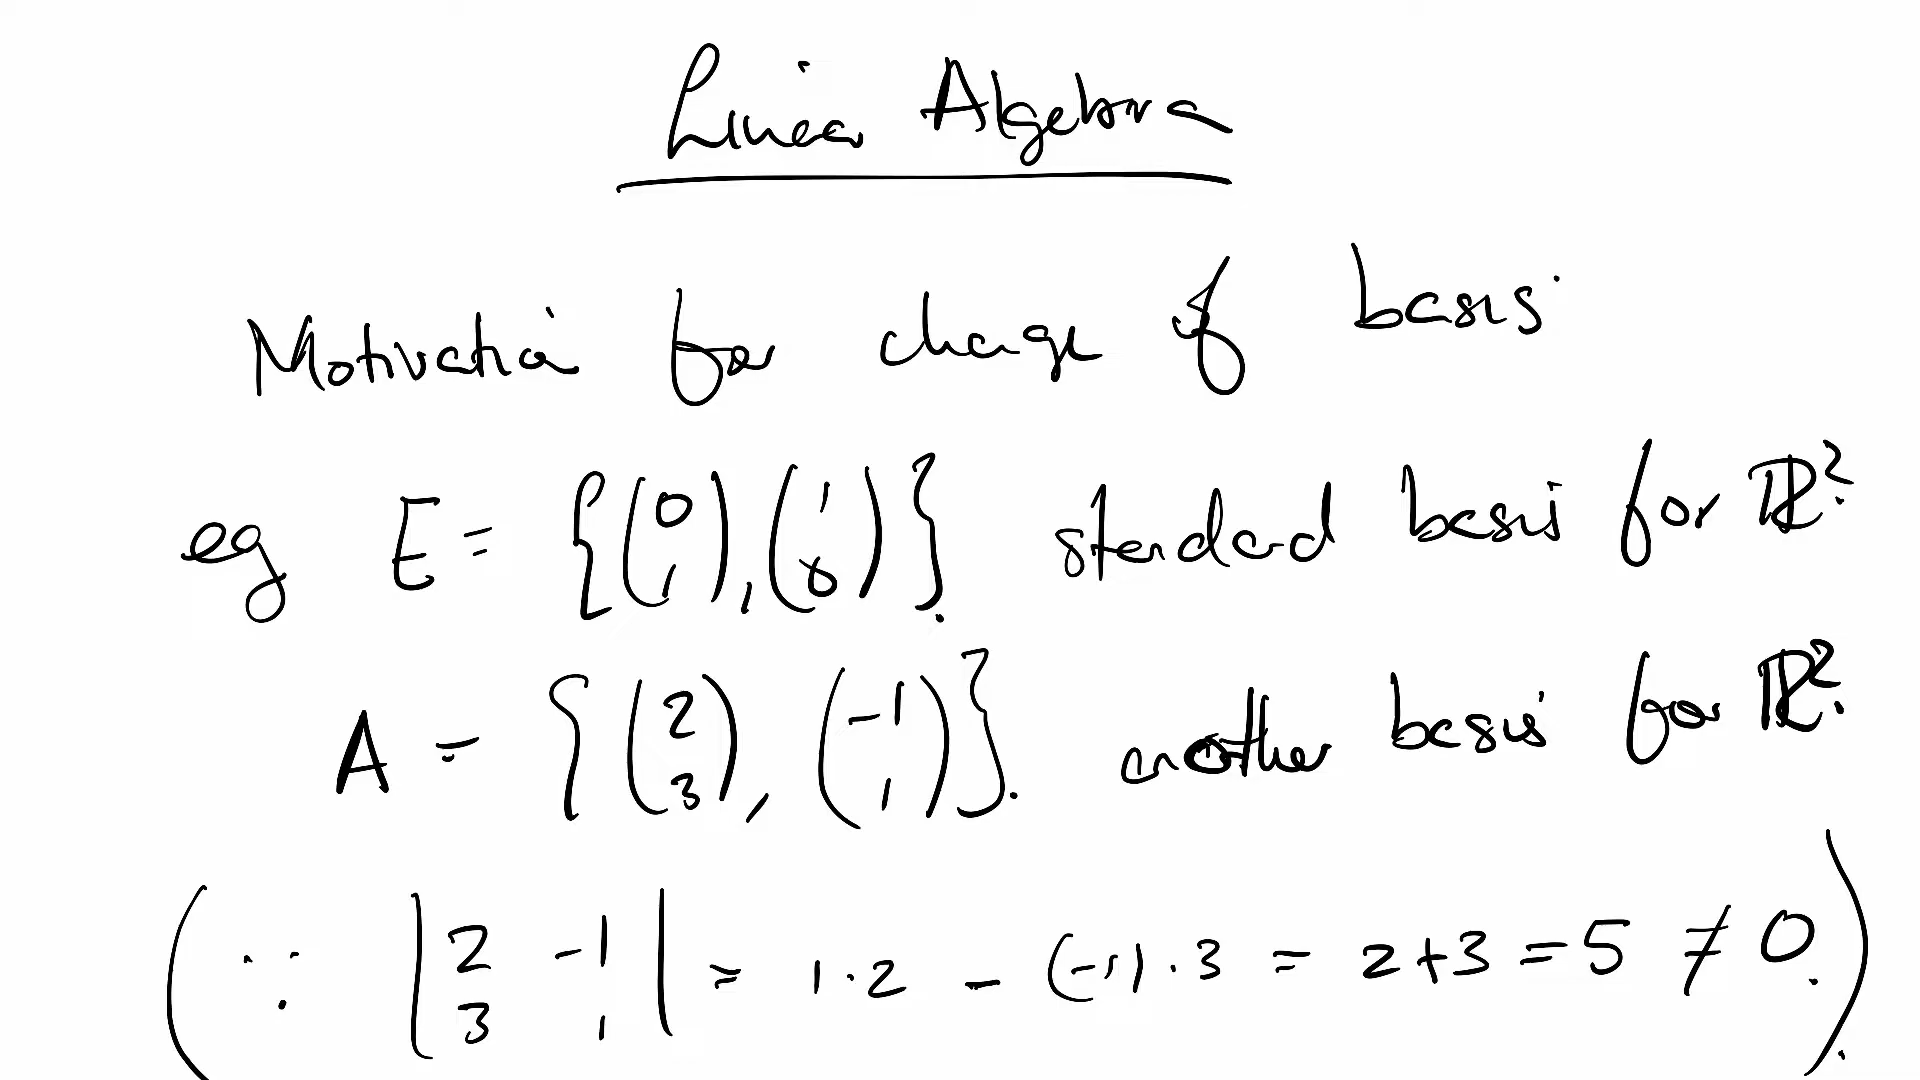 Linear Algebra
Motivation for change of basis.
eg E = {(0 1), (1 0)}. standard basis for ℝ².
A = {(2 3), (-1 1)}. another basis for ℝ².
(∵ |2 -1; 3 1| = 1·2 - (-1)·3 = 2+3 = 5 ≠ 0.).